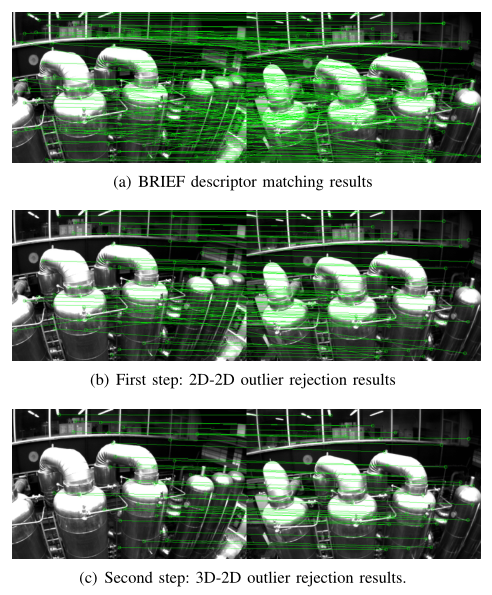 (a) BRIEF descriptor matching results
(b) First step: 2D-2D outlier rejection results
(c) Second step: 3D-2D outlier rejection results.